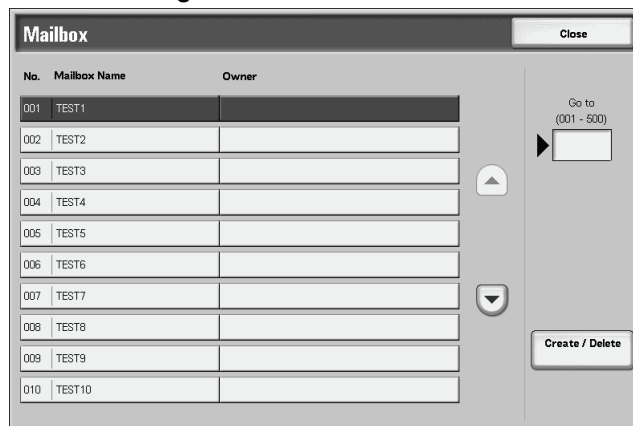 Mailbox
Close
No. Mailbox Name Owner
001 TEST1
002 TEST2
003 TEST3
004 TEST4
005 TEST5
006 TEST6
007 TEST7
008 TEST8
009 TEST9
010 TEST10
Go to
(001 - 500)
Create / Delete